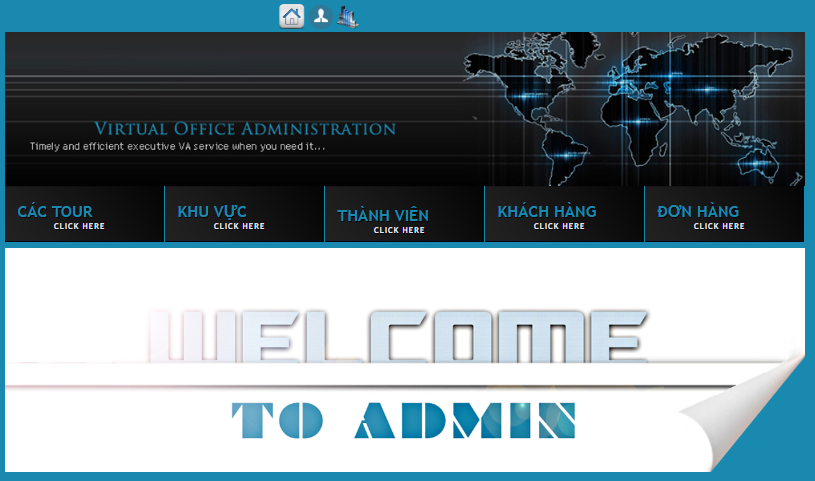 VIRTUAL OFFICE ADMINISTRATION
Timely and efficient executive VA service when you need it...
CÁC TOUR
CLICK HERE
KHU VỰC
CLICK HERE
THÀNH VIÊN
CLICK HERE
KHÁCH HÀNG
CLICK HERE
ĐƠN HÀNG
CLICK HERE
WELCOME
TO ADMIN